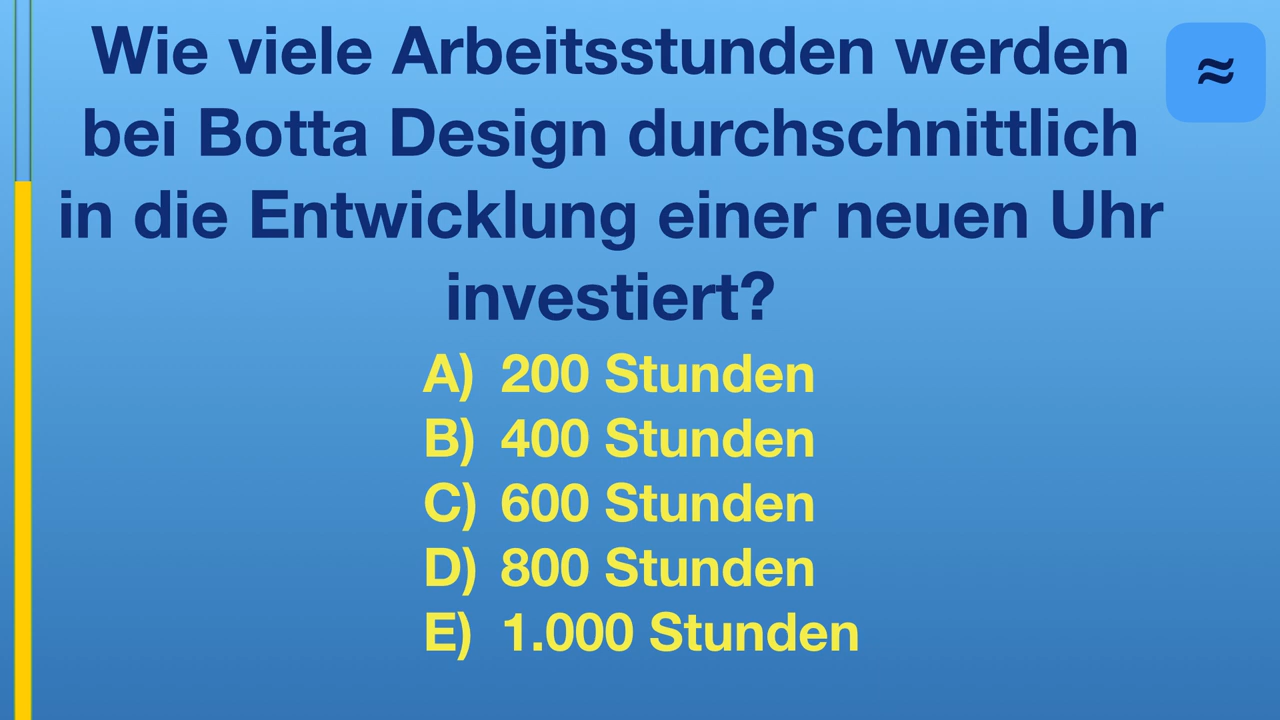 Wie viele Arbeitsstunden werden
bei Botta Design durchschnittlich
in die Entwicklung einer neuen Uhr
investiert?
≈
A) 200 Stunden
B) 400 Stunden
C) 600 Stunden
D) 800 Stunden
E) 1.000 Stunden